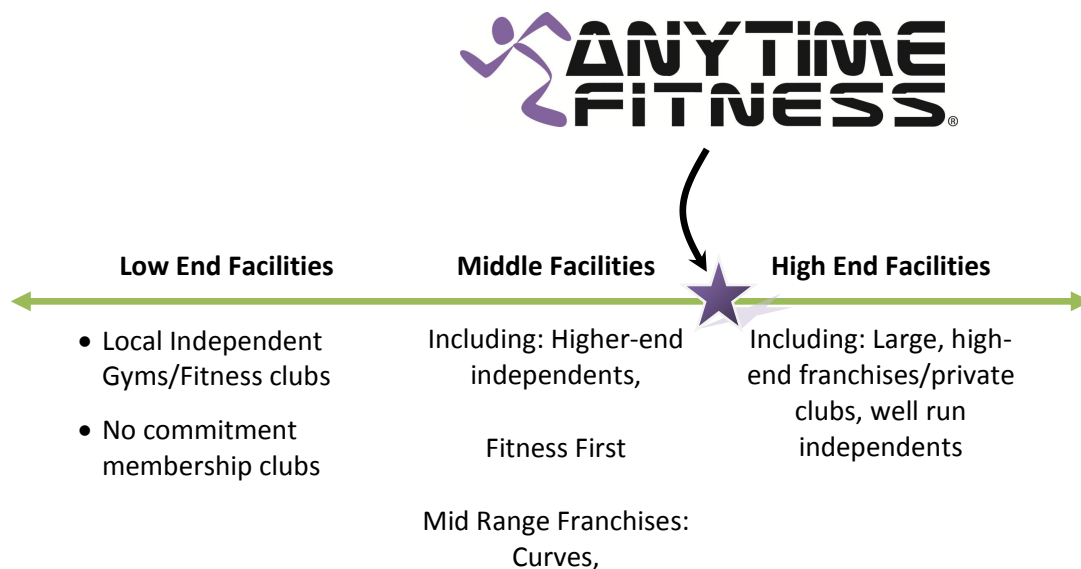 ANYTIME
FITNESS®
Low End Facilities
Middle Facilities
High End Facilities
• Local Independent
Gyms/Fitness clubs
• No commitment
membership clubs
Including: Higher-end
independents,
Fitness First
Mid Range Franchises:
Curves,
Including: Large, high-
end franchises/private
clubs, well run
independents